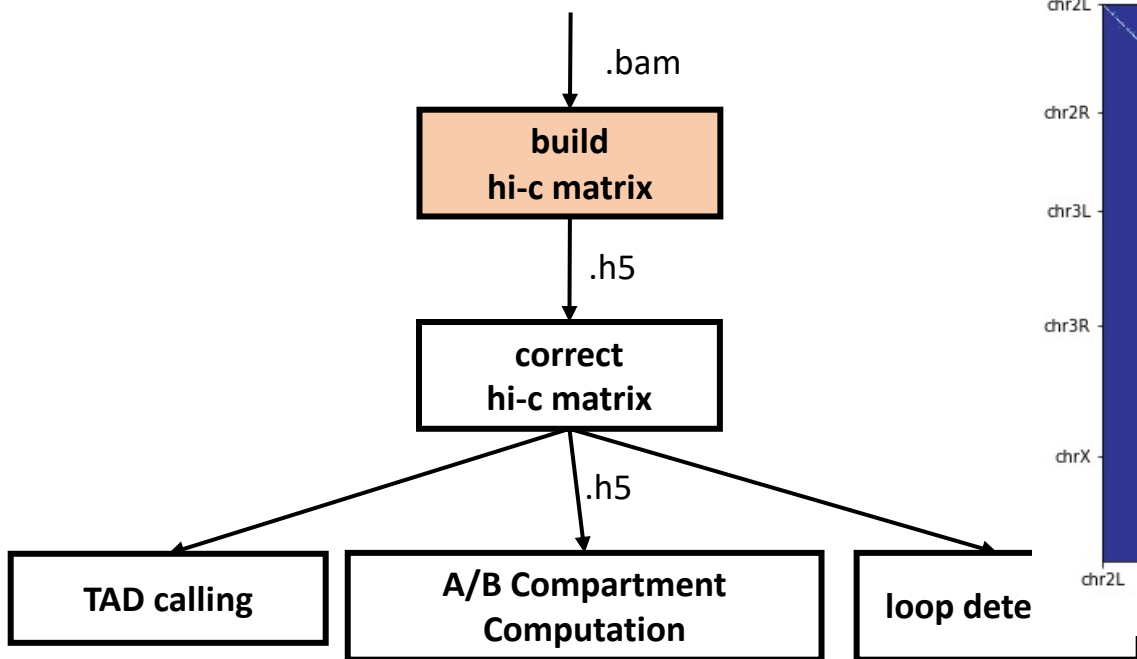 .bam
build
hi-c matrix
.h5
correct
hi-c matrix
.h5
TAD calling
A/B Compartment
Computation
loop dete
chr2L
chr2R
chr3L
chr3R
chrX
chr2L